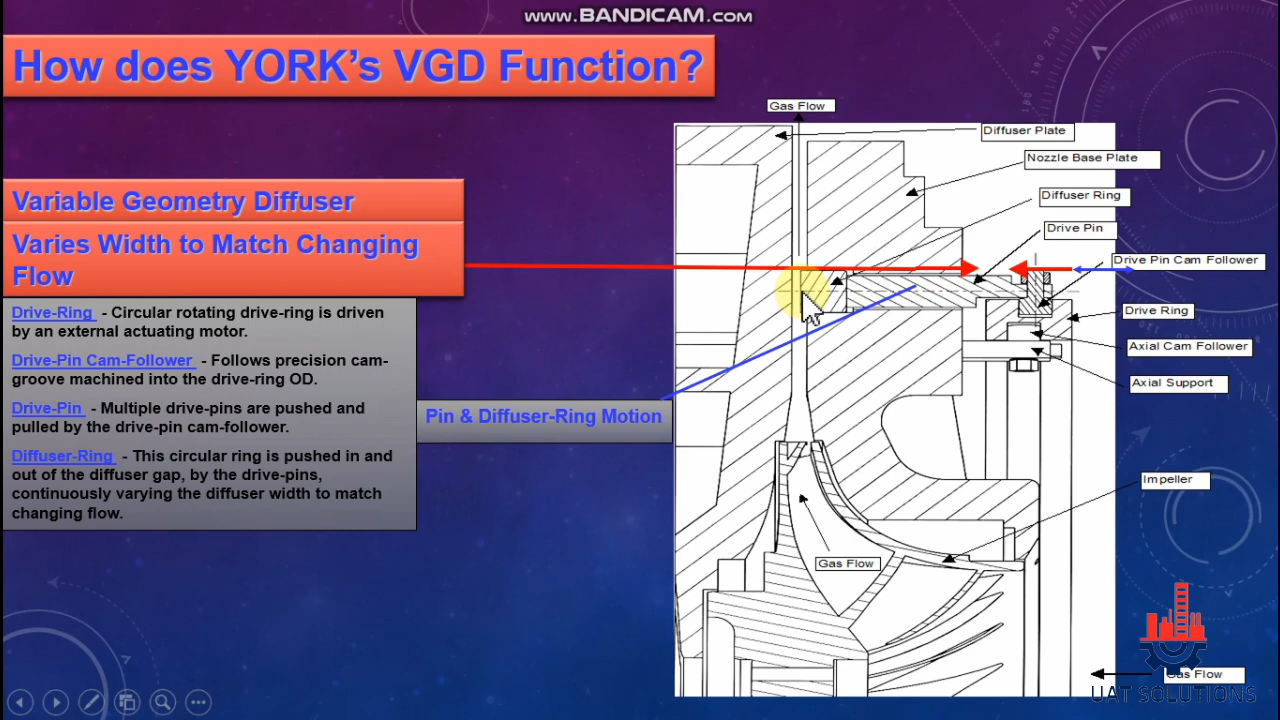 www.BANDICAM.com
How does YORK's VGD Function?
Variable Geometry Diffuser
Varies Width to Match Changing
Flow
Drive-Ring - Circular rotating drive-ring is driven
by an external actuating motor.
Drive-Pin Cam-Follower - Follows precision cam-
groove machined into the drive-ring OD.
Drive-Pin - Multiple drive-pins are pushed and
pulled by the drive-pin cam-follower.
Diffuser-Ring - This circular ring is pushed in and
out of the diffuser gap, by the drive-pins,
continuously varying the diffuser width to match
changing flow.
Pin & Diffuser-Ring Motion
Gas Flow
Diffuser Plate
Nozzle Base Plate
Diffuser Ring
Drive Pin
Drive Pin Cam Follower
Drive Ring
Axial Cam Follower
Axial Support
Impeller
Gas Flow
Gas Flow
UAT SOLUTIONS